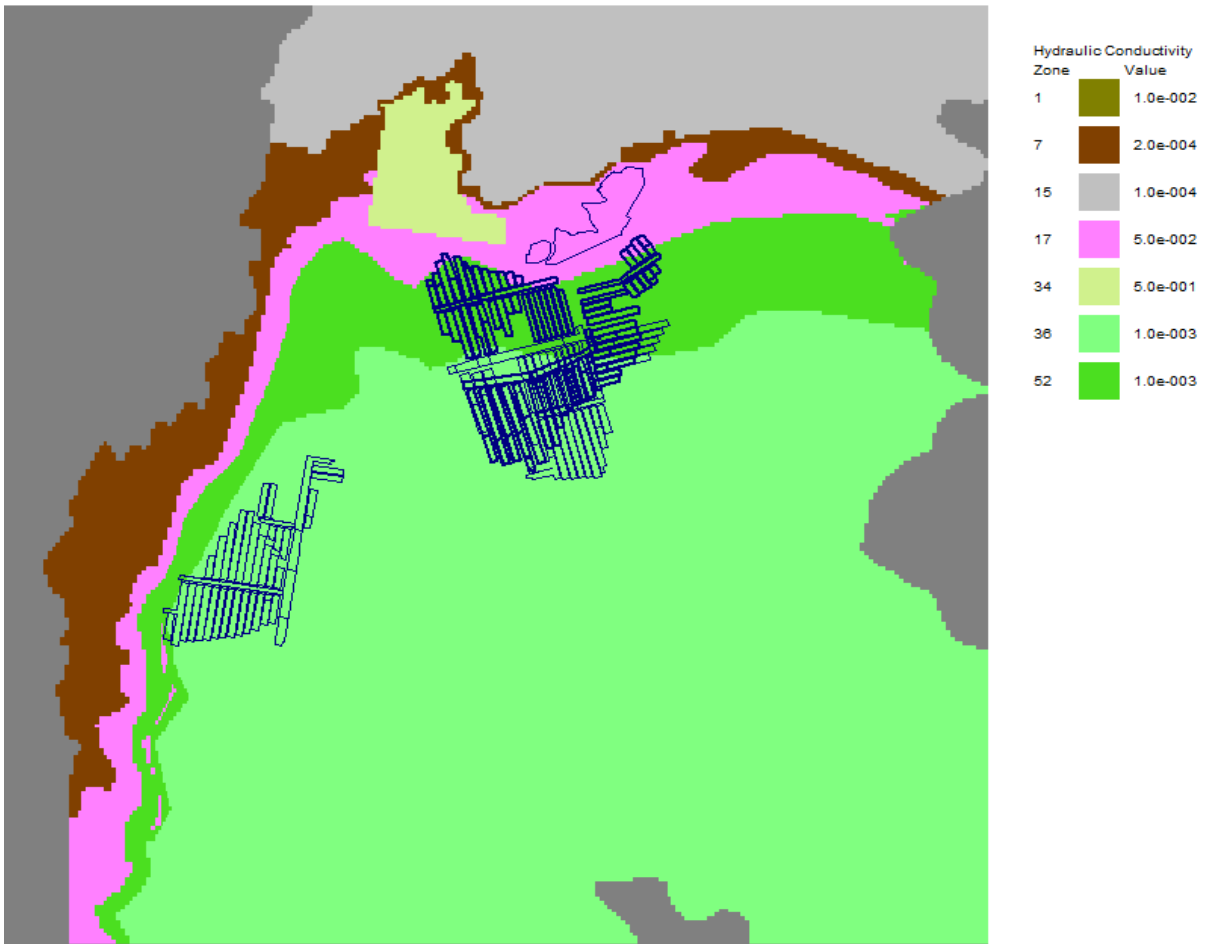 Hydraulic Conductivity
Zone Value
1 1.0e-002
7 2.0e-004
15 1.0e-004
17 5.0e-002
34 5.0e-001
36 1.0e-003
52 1.0e-003